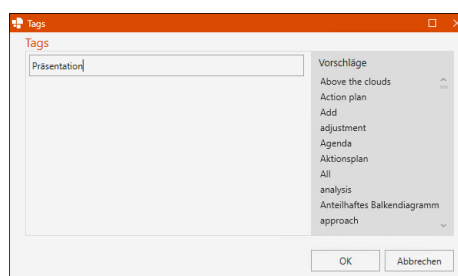 Tags
Tags
Präsentation
Vorschläge
Above the clouds
Action plan
Add
adjustment
Agenda
Aktionsplan
All
analysis
Anteilhaftes Balkendiagramm
approach
OK
Abbrechen